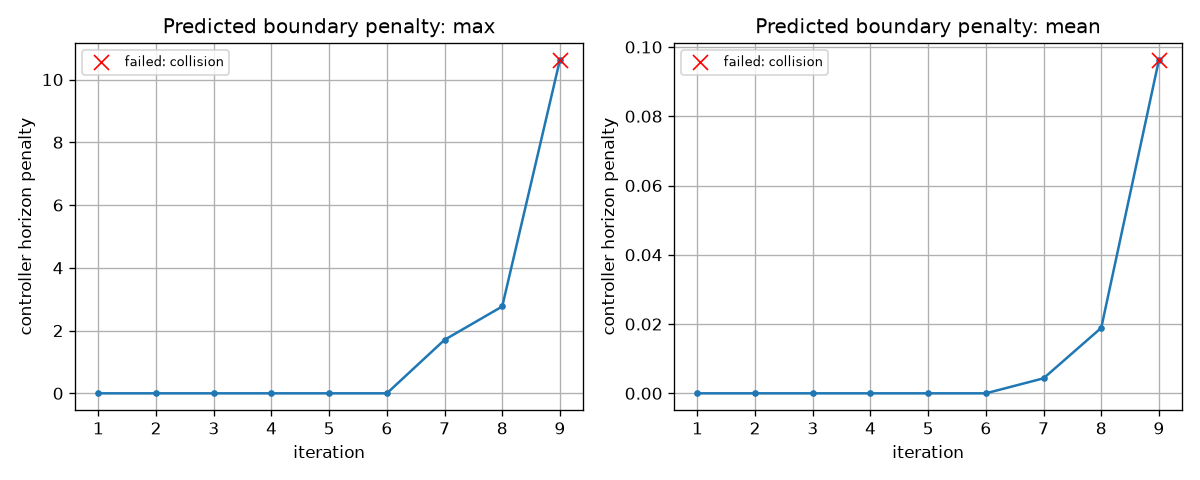 Predicted boundary penalty: max
failed: collision
controller horizon penalty
10
8
6
4
2
0
1 2 3 4 5 6 7 8 9
iteration
Predicted boundary penalty: mean
failed: collision
controller horizon penalty
0.10
0.08
0.06
0.04
0.02
0.00
1 2 3 4 5 6 7 8 9
iteration